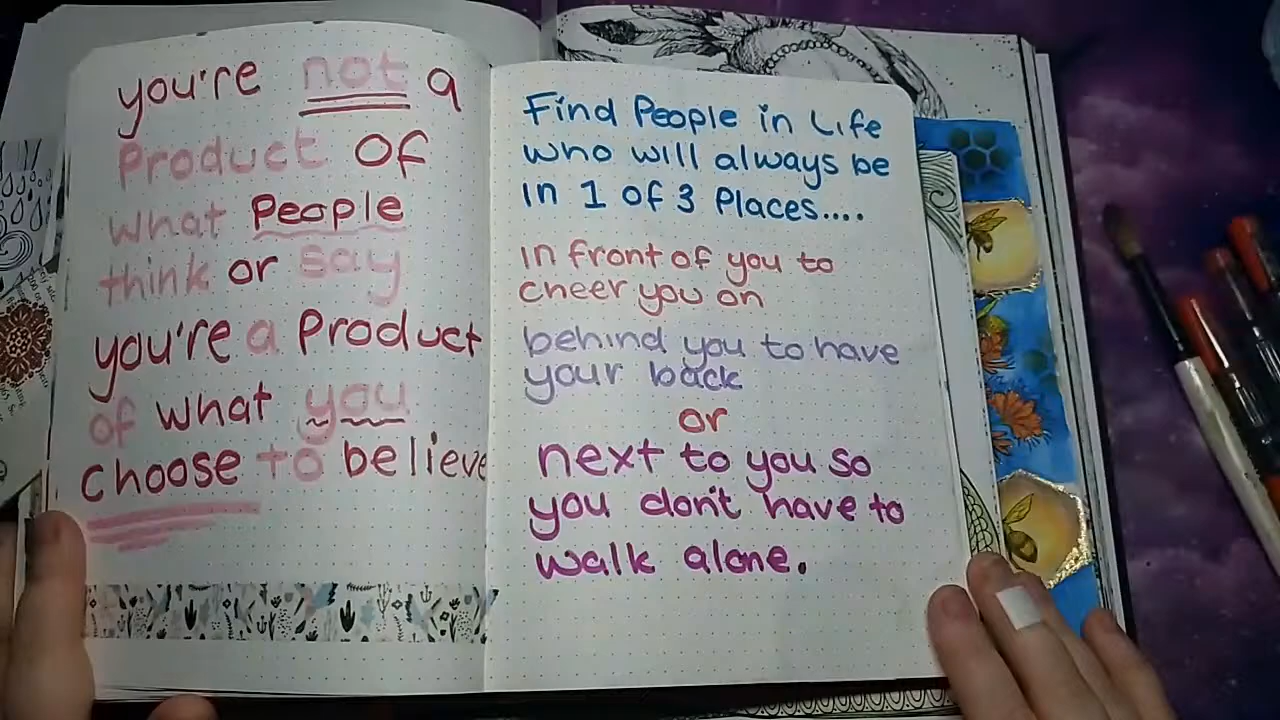 you're not a
Product Of
what People
think or say
you're a Product
of what you
choose to believe
Find People in Life
who will always be
in 1 of 3 Places....
in front of you to
cheer you on
behind you to have
your back
or
next to you so
you don't have to
walk alone.